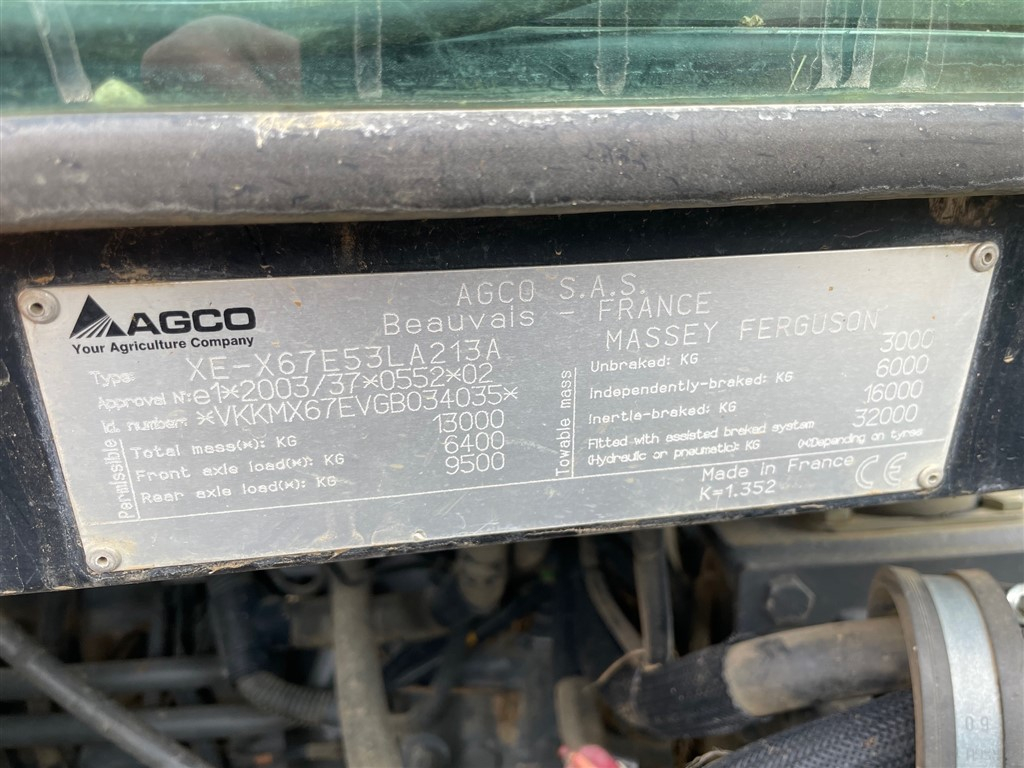 AGCO
Your Agriculture Company
AGCO S.A.S.
Beauvais - FRANCE
MASSEY FERGUSON
Type: XE-X67E53LA213A
Approval N°: e1*2003/37*0552*02
Id. number: *VKKMX67EVGB034035*
Permissible
Total mass(*): KG 13000
Front axle load(*): KG 6400
Rear axle load(*): KG 9500
Towable mass
Unbraked: KG 3000
Independently-braked: KG 6000
Inertie-braked: KG 16000
Fitted with assisted braked system 32000
(Hydraulic or pneumatic): KG (*)Depending on tyres
Made in France CE
K=1.352